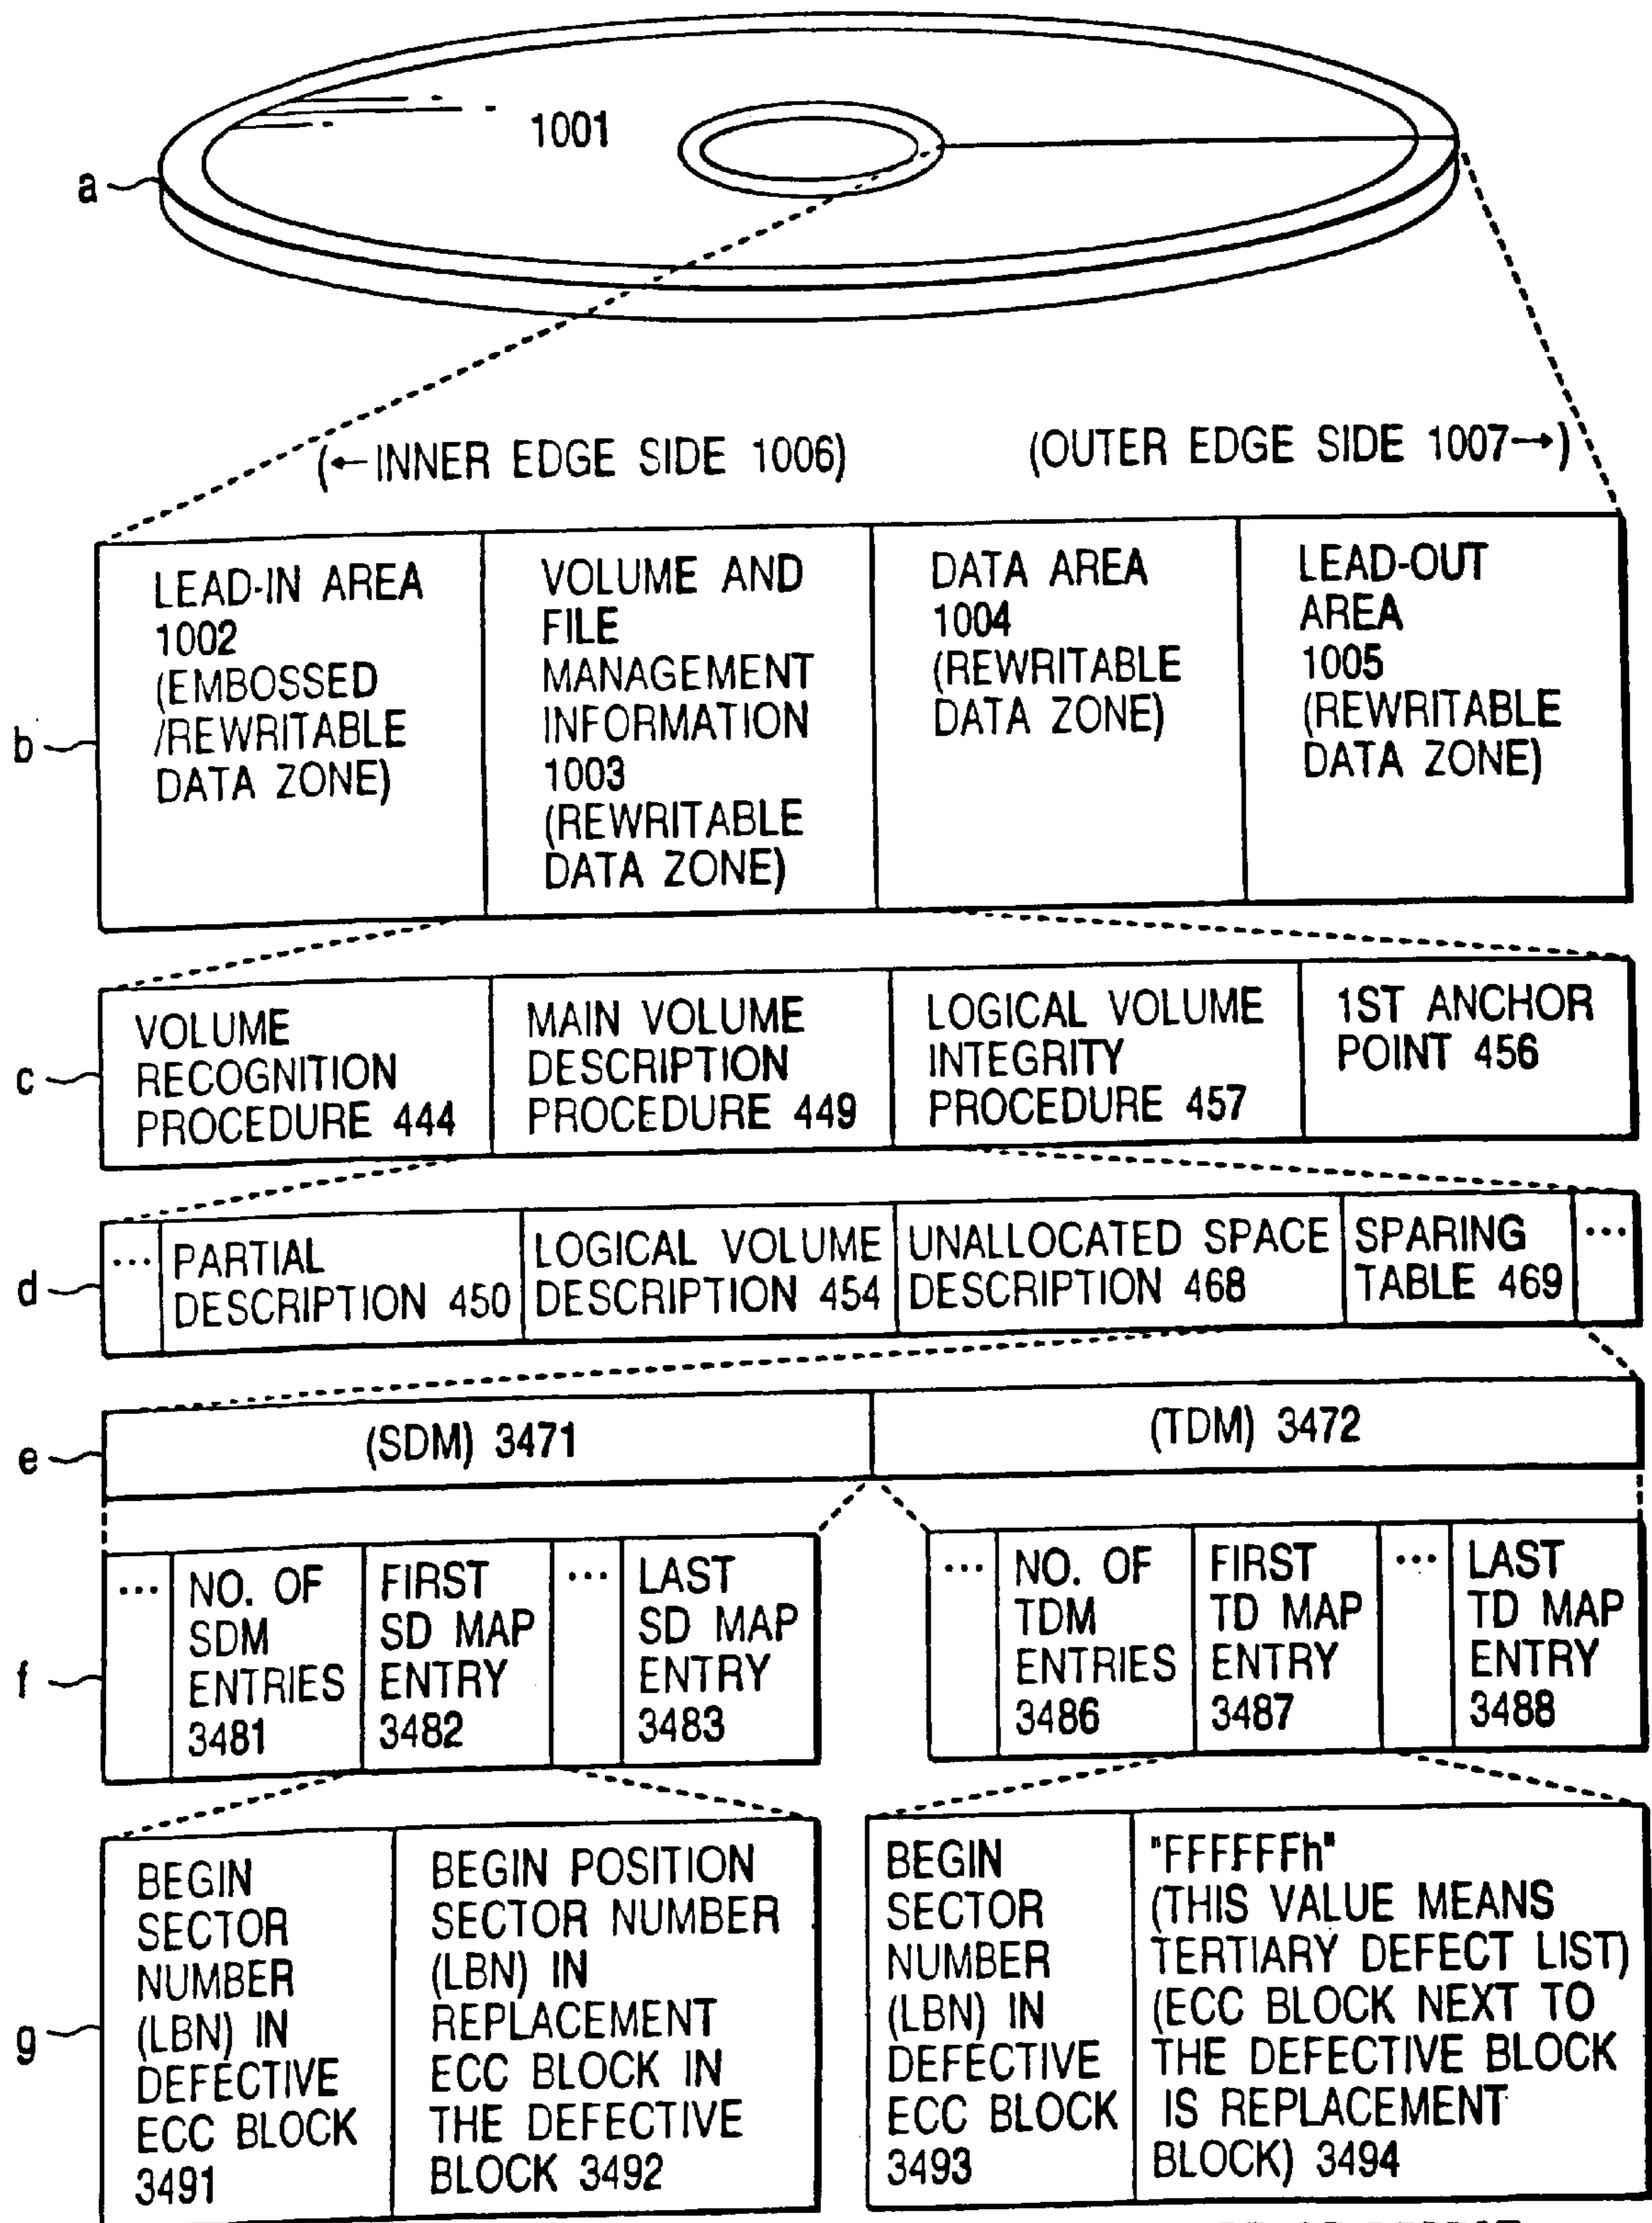 1001
a
(←INNER EDGE SIDE 1006)
(OUTER EDGE SIDE 1007→)
b
LEAD-IN AREA
1002
(EMBOSSED
/REWRITABLE
DATA ZONE)
VOLUME AND
FILE
MANAGEMENT
INFORMATION
1003
(REWRITABLE
DATA ZONE)
DATA AREA
1004
(REWRITABLE
DATA ZONE)
LEAD-OUT
AREA
1005
(REWRITABLE
DATA ZONE)
c
VOLUME
RECOGNITION
PROCEDURE 444
MAIN VOLUME
DESCRIPTION
PROCEDURE 449
LOGICAL VOLUME
INTEGRITY
PROCEDURE 457
1ST ANCHOR
POINT 456
d
...
PARTIAL
DESCRIPTION 450
LOGICAL VOLUME
DESCRIPTION 454
UNALLOCATED SPACE
DESCRIPTION 468
SPARING
TABLE 469
...
e
(SDM) 3471
(TDM) 3472
f
...
NO. OF
SDM
ENTRIES
3481
FIRST
SD MAP
ENTRY
3482
...
LAST
SD MAP
ENTRY
3483
...
NO. OF
TDM
ENTRIES
3486
FIRST
TD MAP
ENTRY
3487
...
LAST
TD MAP
ENTRY
3488
g
BEGIN
SECTOR
NUMBER
(LBN) IN
DEFECTIVE
ECC BLOCK
3491
BEGIN POSITION
SECTOR NUMBER
(LBN) IN
REPLACEMENT
ECC BLOCK IN
THE DEFECTIVE
BLOCK 3492
BEGIN
SECTOR
NUMBER
(LBN) IN
DEFECTIVE
ECC BLOCK
3493
"FFFFFFh"
(THIS VALUE MEANS
TERTIARY DEFECT LIST)
(ECC BLOCK NEXT TO
THE DEFECTIVE BLOCK
IS REPLACEMENT
BLOCK) 3494